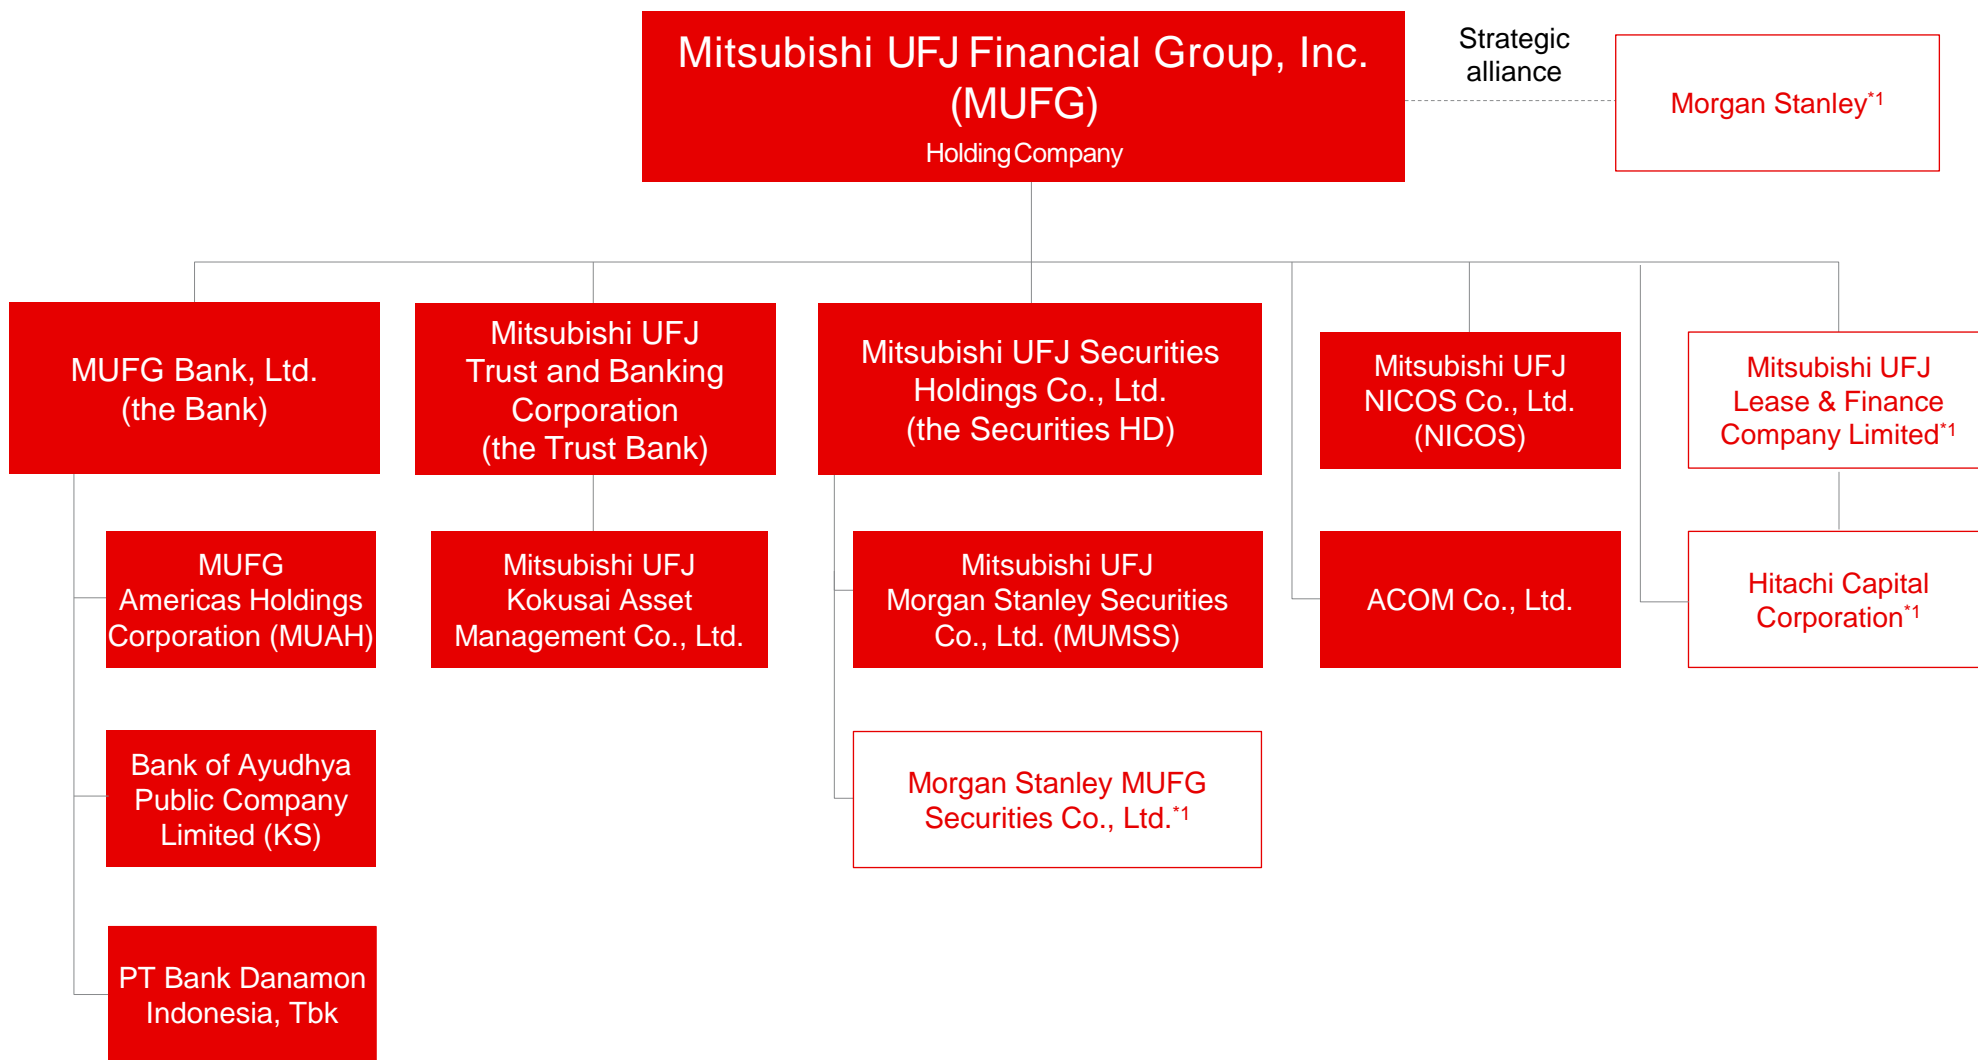 Mitsubishi UFJ Financial Group, Inc.
(MUFG)
Holding Company
Strategic
alliance
Morgan Stanley*1
MUFG Bank, Ltd.
(the Bank)
Mitsubishi UFJ
Trust and Banking
Corporation
(the Trust Bank)
Mitsubishi UFJ Securities
Holdings Co., Ltd.
(the Securities HD)
Mitsubishi UFJ
NICOS Co., Ltd.
(NICOS)
Mitsubishi UFJ
Lease & Finance
Company Limited*1
MUFG
Americas Holdings
Corporation (MUAH)
Mitsubishi UFJ
Kokusai Asset
Management Co., Ltd.
Mitsubishi UFJ
Morgan Stanley Securities
Co., Ltd. (MUMSS)
ACOM Co., Ltd.
Hitachi Capital
Corporation*1
Bank of Ayudhya
Public Company
Limited (KS)
Morgan Stanley MUFG
Securities Co., Ltd.*1
PT Bank Danamon
Indonesia, Tbk